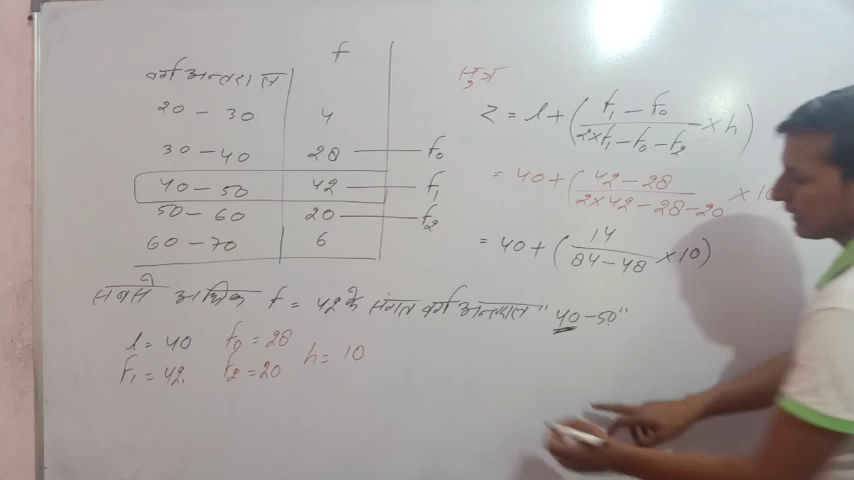 वर्ग अन्तराल f
20 - 30 4
30 - 40 28 f₀
40 - 50 42 f₁
50 - 60 20 f₂
60 - 70 6
सबसे अधिक f = 42 के संगत वर्ग अन्तराल "40-50"
l = 40 f₀ = 28 h = 10
f₁ = 42. f₂ = 20
सूत्र
Z = l + (f₁ - f₀ / 2×f₁ - f₀ - f₂ × h)
= 40 + (42 - 28 / 2×42 - 28 - 20 × 10
= 40 + (14 / 84 - 48 × 10)